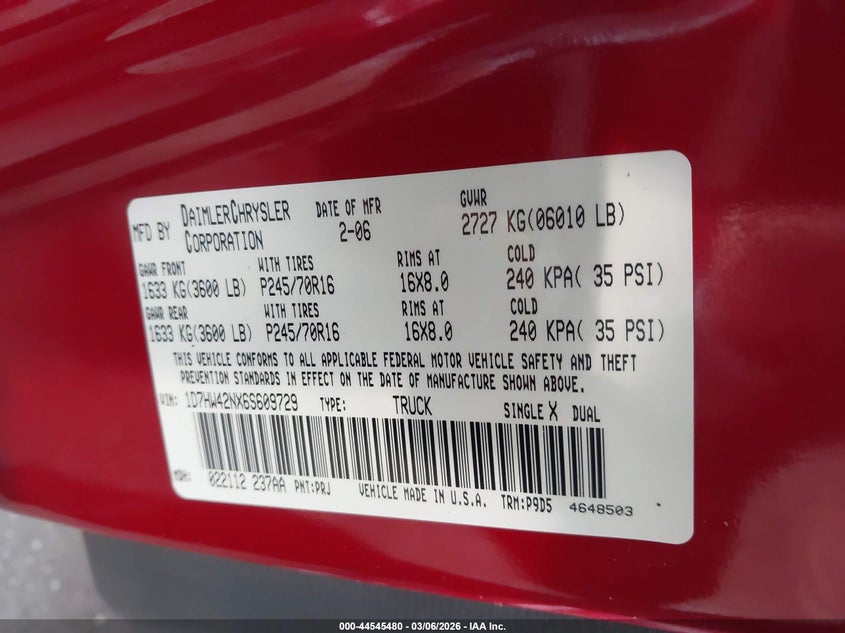 MFD BY DAIMLERCHRYSLER CORPORATION DATE OF MFR 2-06 GVWR 2727 KG(06010 LB)
GAWR FRONT WITH TIRES RIMS AT COLD
1633 KG(3600 LB) P245/70R16 16X8.0 240 KPA( 35 PSI)
GAWR REAR WITH TIRES RIMS AT COLD
1633 KG(3600 LB) P245/70R16 16X8.0 240 KPA( 35 PSI)
THIS VEHICLE CONFORMS TO ALL APPLICABLE FEDERAL MOTOR VEHICLE SAFETY AND THEFT
PREVENTION STANDARDS IN EFFECT ON THE DATE OF MANUFACTURE SHOWN ABOVE.
VIN: 1D7HW42NX6S609729 TYPE: TRUCK SINGLE X DUAL
MDH: 022112 237AA PNT:PRJ VEHICLE MADE IN U.S.A. TRM:P9D5 4648503
000-44545480 - 03/06/2026 - IAA Inc.